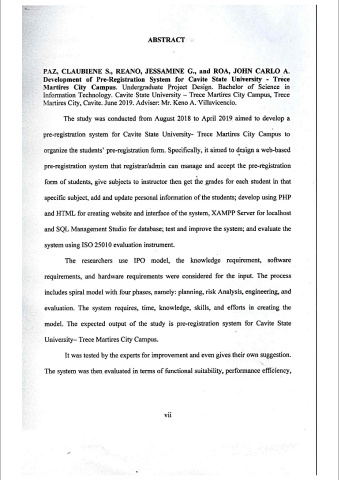 ABSTRACT
PAZ, CLAUBIENE S., REANO, JESSAMINE G., and ROA, JOHN CARLO A.
Development of Pre-Registration System for Cavite State University - Trece
Martires City Campus. Undergraduate Project Design. Bachelor of Science in
Information Technology. Cavite State University – Trece Martires City Campus, Trece
Martires City, Cavite. June 2019. Adviser: Mr. Keno A. Villavicencio.
The study was conducted from August 2018 to April 2019 aimed to develop a
pre-registration system for Cavite State University- Trece Martires City Campus to
organize the students' pre-registration form. Specifically, it aimed to design a web-based
pre-registration system that registrar/admin can manage and accept the pre-registration
form of students, give subjects to instructor then get the grades for each student in that
specific subject, add and update personal information of the students; develop using PHP
and HTML for creating website and interface of the system, XAMPP Server for localhost
and SQL Management Studio for database; test and improve the system; and evaluate the
system using ISO 25010 evaluation instrument.
The researchers use IPO model, the knowledge requirement, software
requirements, and hardware requirements were considered for the input. The process
includes spiral model with four phases, namely: planning, risk Analysis, engineering, and
evaluation. The system requires, time, knowledge, skills, and efforts in creating the
model. The expected output of the study is pre-registration system for Cavite State
University– Trece Martires City Campus.
It was tested by the experts for improvement and even gives their own suggestion.
The system was then evaluated in terms of functional suitability, performance efficiency,
vii